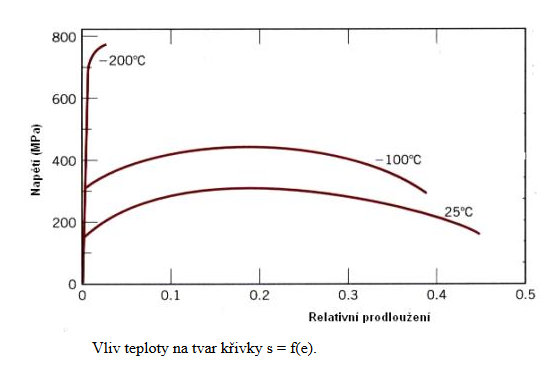 Napětí (MPa)
800
600
400
200
0
−200°C
−100°C
25°C
0
0.1
0.2
0.3
0.4
0.5
Relativní prodloužení
Vliv teploty na tvar křivky s = f(e).